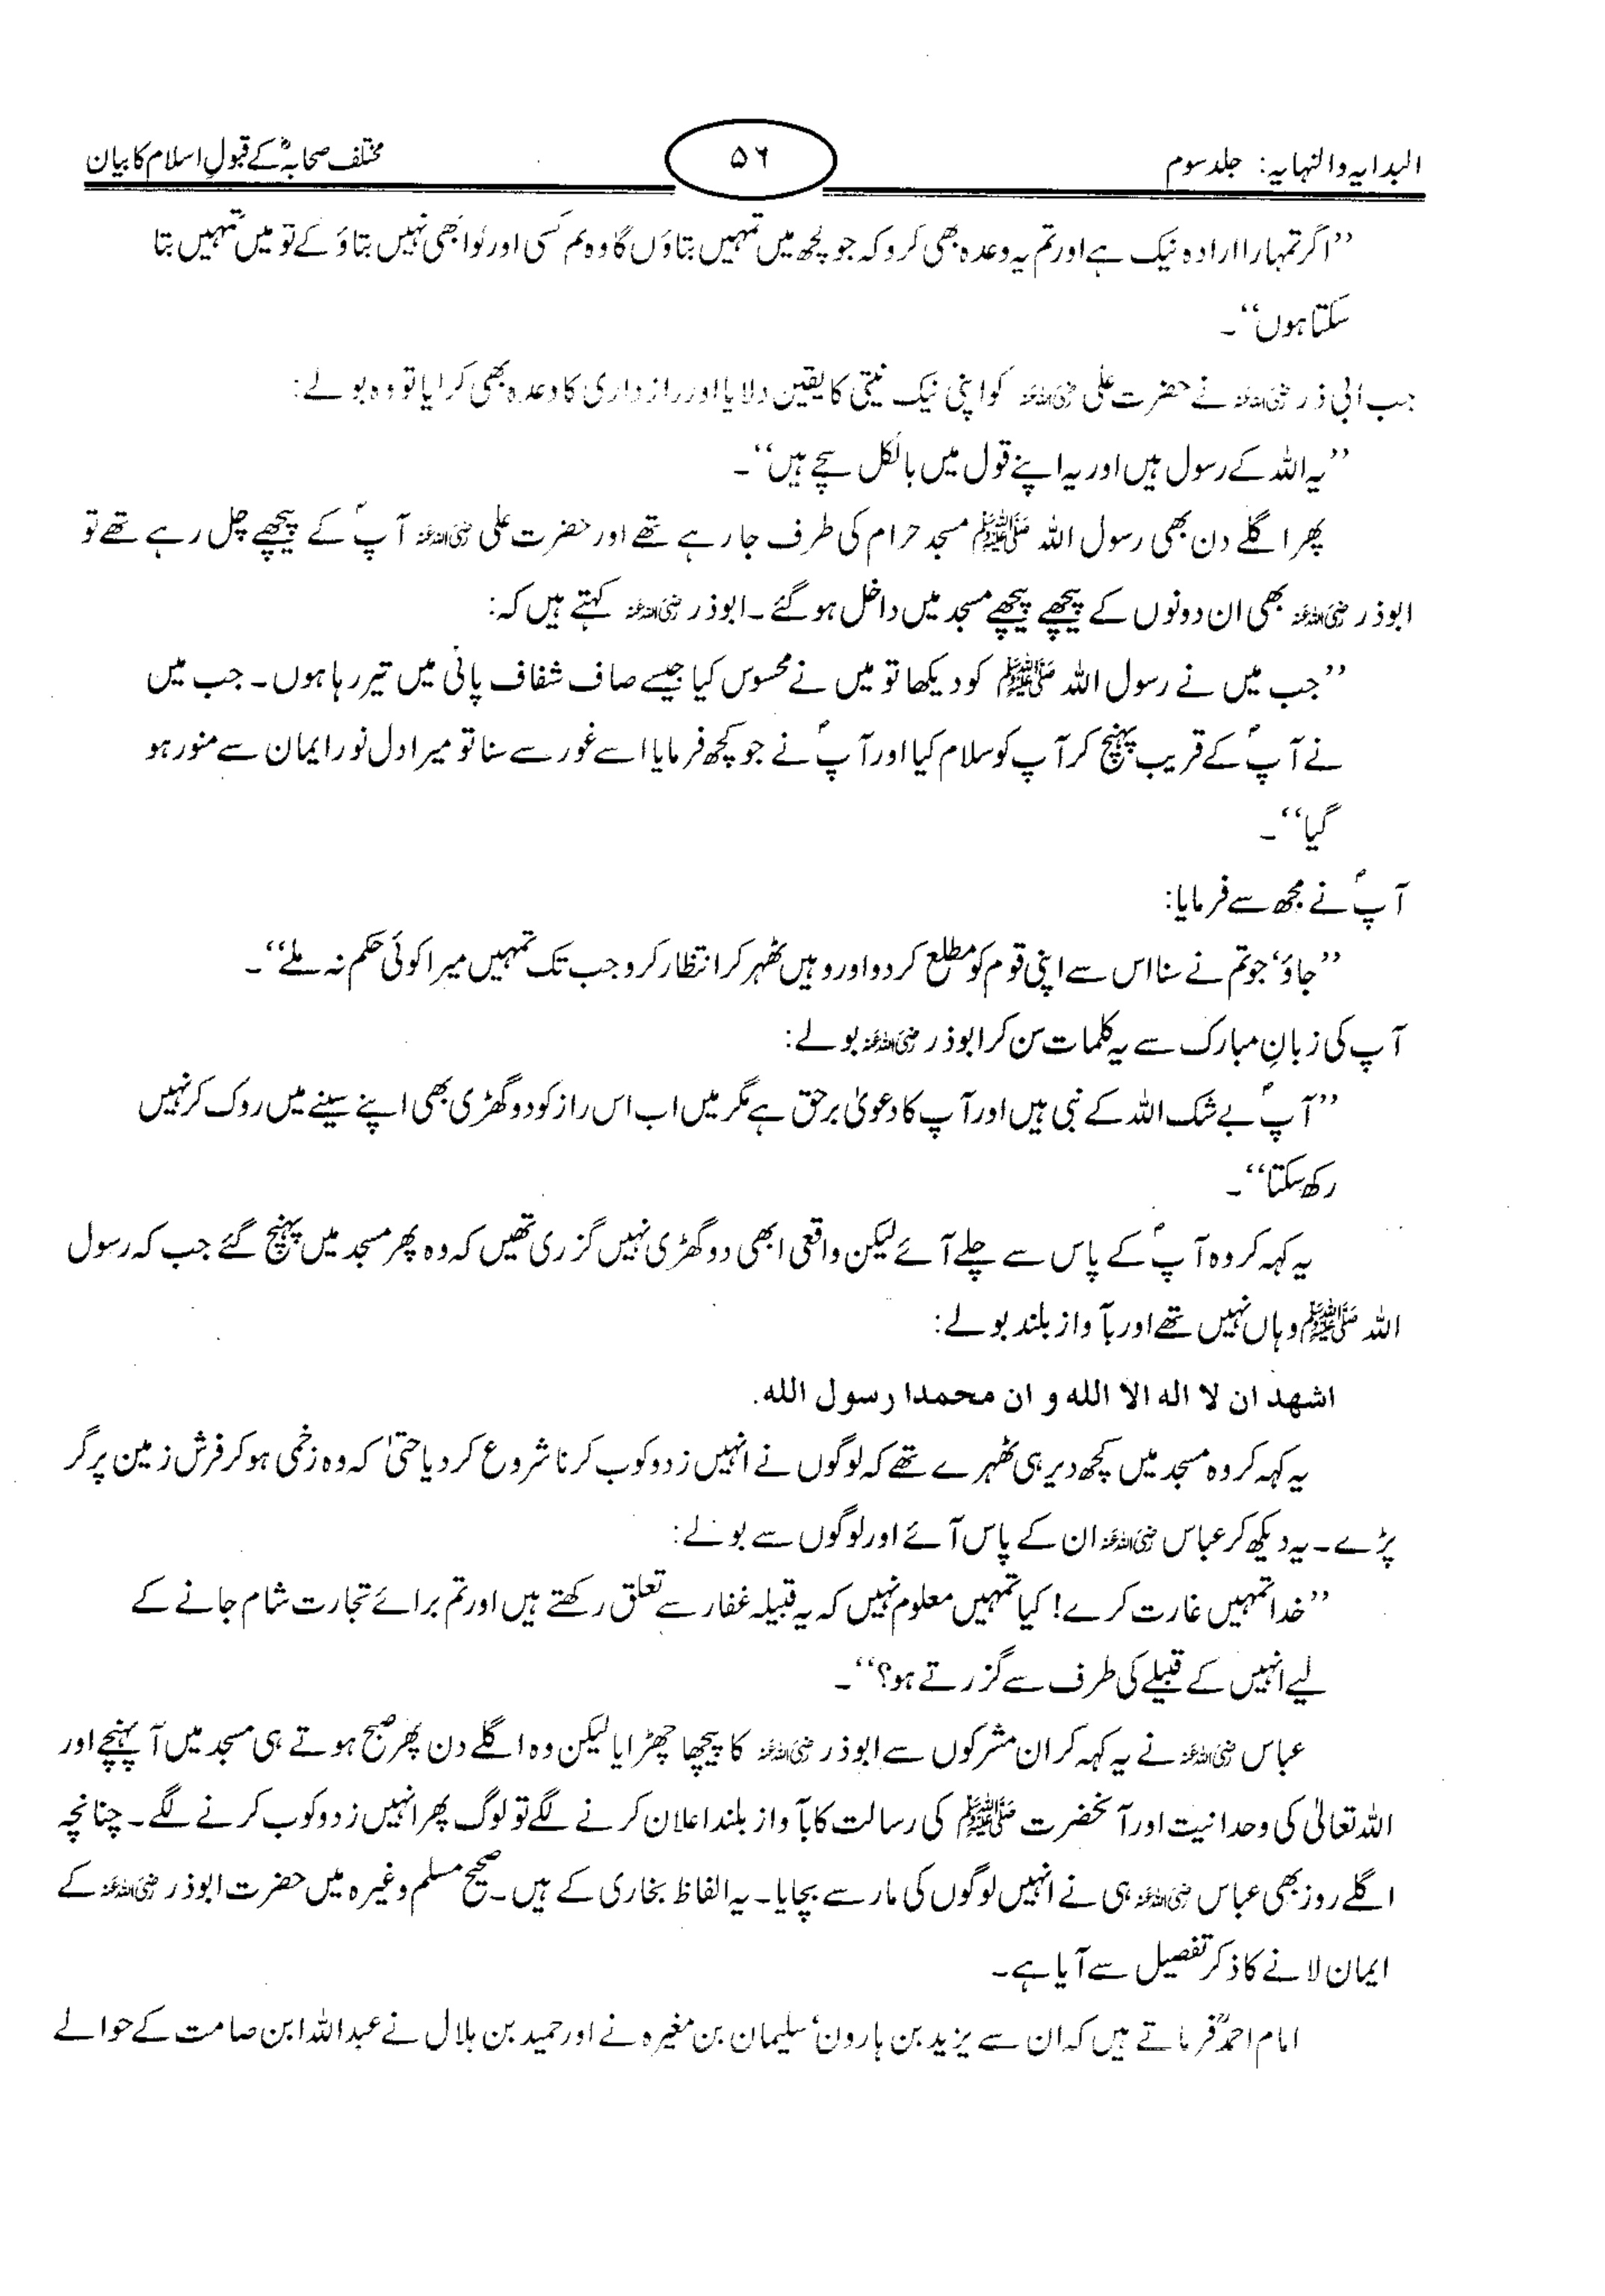 البدایہ والنہایہ: جلد سوم ۵۶ مختلف صحابہؓ کے قبولِ اسلام کا بیان
’’اگر تمہارا ارادہ نیک ہے اور تم یہ وعدہ بھی کرو کہ جو کچھ میں تمہیں بتاؤں گا وہ تم کسی اور کو ابھی نہیں بتاؤ گے تو میں تمہیں بتا
سکتا ہوں‘‘۔
جب ابی ذر رضی اللہ عنہ نے حضرت علی رضی اللہ عنہ کو اپنی نیک نیتی کا یقین دلایا اور رازداری کا وعدہ بھی کر لیا تو وہ بولے:
’’یہ اللہ کے رسول ہیں اور یہ اپنے قول میں بالکل سچے ہیں‘‘۔
پھر اگلے دن بھی رسول اللہ ﷺ مسجد حرام کی طرف جا رہے تھے اور حضرت علی رضی اللہ عنہ آپؐ کے پیچھے چل رہے تھے تو
ابوذر رضی اللہ عنہ بھی ان دونوں کے پیچھے پیچھے مسجد میں داخل ہو گئے۔ ابوذر رضی اللہ عنہ کہتے ہیں کہ:
’’جب میں نے رسول اللہ ﷺ کو دیکھا تو میں نے محسوس کیا جیسے صاف شفاف پانی میں تیر رہا ہوں۔ جب میں
نے آپؐ کے قریب پہنچ کر آپ کو سلام کیا اور آپؐ نے جو کچھ فرمایا اسے غور سے سنا تو میرا دل نور ایمان سے منور ہو
گیا‘‘۔
آپؐ نے مجھ سے فرمایا:
’’جاؤ‘ جو تم نے سنا اس سے اپنی قوم کو مطلع کر دو اور وہیں ٹھہر کر انتظار کرو جب تک تمہیں میرا کوئی حکم نہ ملے‘‘۔
آپ کی زبانِ مبارک سے یہ کلمات سن کر ابوذر رضی اللہ عنہ بولے:
’’آپؐ بے شک اللہ کے نبی ہیں اور آپ کا دعویٰ برحق ہے مگر میں اب اس راز کو دو گھڑی بھی اپنے سینے میں روک کر نہیں
رکھ سکتا‘‘۔
یہ کہہ کر وہ آپؐ کے پاس سے چلے آئے لیکن واقعی ابھی دو گھڑی نہیں گزری تھیں کہ وہ پھر مسجد میں پہنچ گئے جب کہ رسول
اللہ ﷺ وہاں نہیں تھے اور بآواز بلند بولے:
اشهد ان لا اله الا الله و ان محمدا رسول الله.
یہ کہہ کر وہ مسجد میں کچھ دیر ہی ٹھہرے تھے کہ لوگوں نے انہیں زدوکوب کرنا شروع کر دیا حتیٰ کہ وہ زخمی ہو کر فرش زمین پر گر
پڑے۔ یہ دیکھ کر عباس رضی اللہ عنہ ان کے پاس آئے اور لوگوں سے بولے:
’’خدا تمہیں غارت کرے! کیا تمہیں معلوم نہیں کہ یہ قبیلہ غفار سے تعلق رکھتے ہیں اور تم برائے تجارت شام جانے کے
لیے انہیں کے قبیلے کی طرف سے گزرتے ہو؟‘‘۔
عباس رضی اللہ عنہ نے یہ کہہ کر ان مشرکوں سے ابوذر رضی اللہ عنہ کا پیچھا چھڑایا لیکن وہ اگلے دن پھر صبح ہوتے ہی مسجد میں آ پہنچے اور
اللہ تعالیٰ کی وحدانیت اور آنحضرت ﷺ کی رسالت کا بآواز بلند اعلان کرنے لگے تو لوگ پھر انہیں زدوکوب کرنے لگے۔ چنانچہ
اگلے روز بھی عباس رضی اللہ عنہ ہی نے انہیں لوگوں کی مار سے بچایا۔ یہ الفاظ بخاری کے ہیں۔ صحیح مسلم وغیرہ میں حضرت ابوذر رضی اللہ عنہ کے
ایمان لانے کا ذکر تفصیل سے آیا ہے۔
امام احمدؒ فرماتے ہیں کہ ان سے یزید بن ہارون‘ سلیمان بن مغیرہ نے اور حمید بن ہلال نے عبداللہ ابن صامت کے حوالے